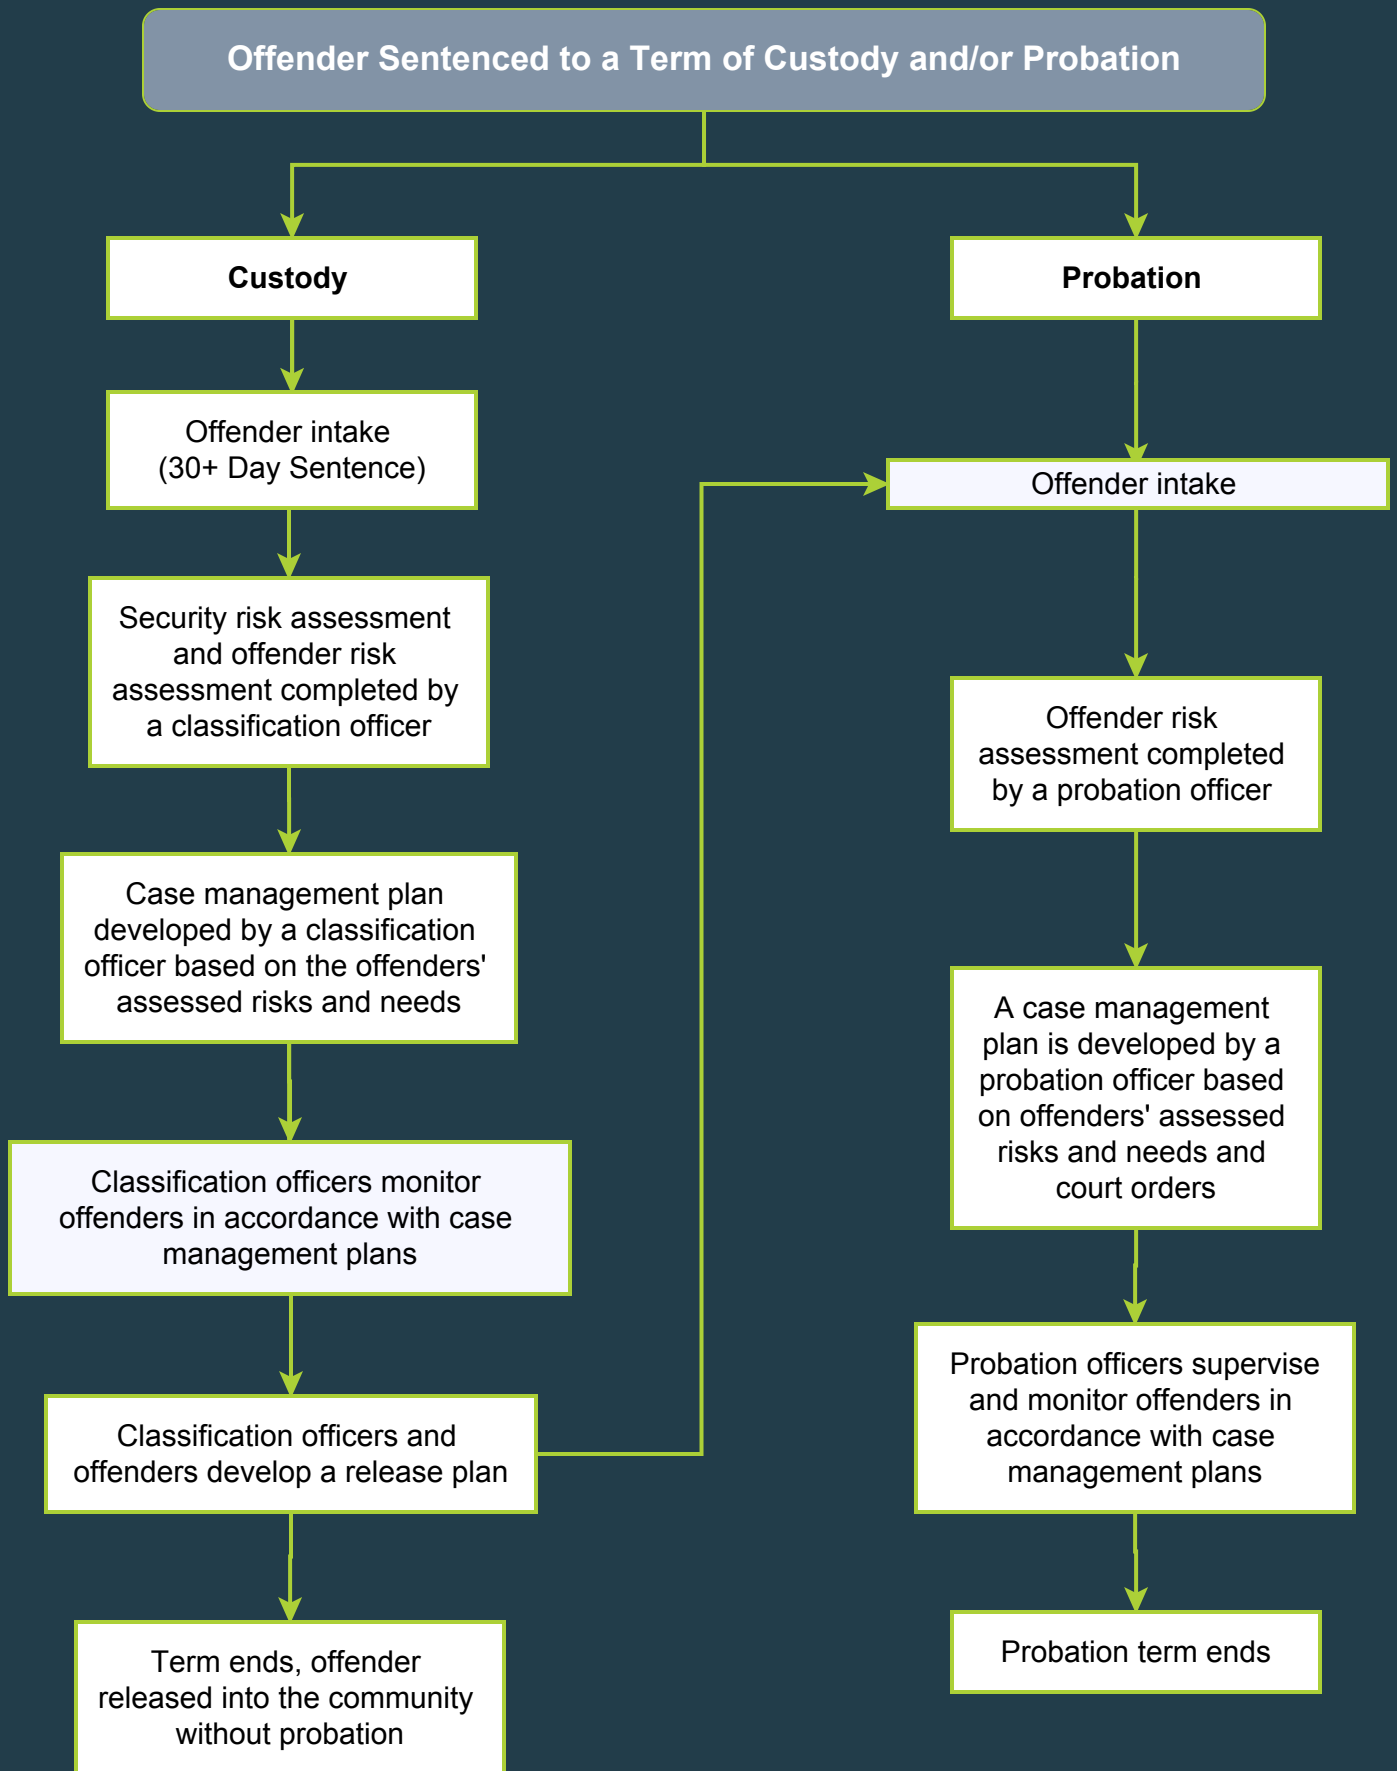 Offender Sentenced to a Term of Custody and/or Probation
Custody
Offender intake
(30+ Day Sentence)
Security risk assessment
and offender risk
assessment completed by
a classification officer
Case management plan
developed by a classification
officer based on the offenders'
assessed risks and needs
Classification officers monitor
offenders in accordance with case
management plans
Classification officers and
offenders develop a release plan
Term ends, offender
released into the community
without probation
Probation
Offender intake
Offender risk
assessment completed
by a probation officer
A case management
plan is developed by a
probation officer based
on offenders' assessed
risks and needs and
court orders
Probation officers supervise
and monitor offenders in
accordance with case
management plans
Probation term ends